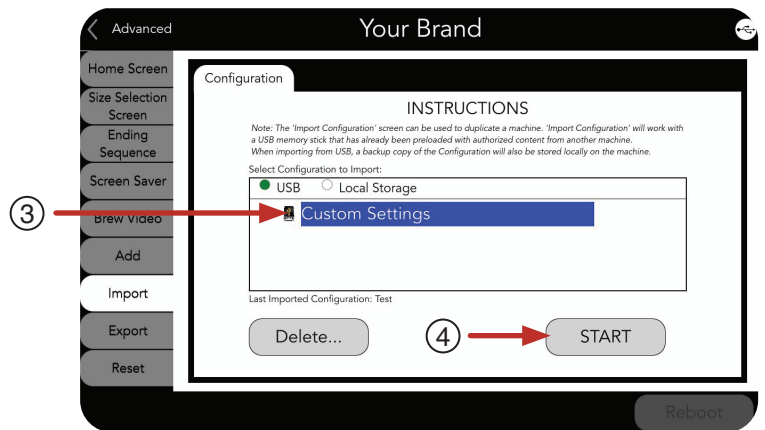 Advanced
Your Brand
Home Screen
Size Selection
Screen
Ending
Sequence
Screen Saver
Brew Video
Add
Import
Export
Reset
Configuration
INSTRUCTIONS
Note: The 'Import Configuration' screen can be used to duplicate a machine. 'Import Configuration' will work with
a USB memory stick that has already been preloaded with authorized content from another machine.
When importing from USB, a backup copy of the Configuration will also be stored locally on the machine.
Select Configuration to Import:
USB Local Storage
3
Custom Settings
Last Imported Configuration: Test
Delete...
4
START
Reboot